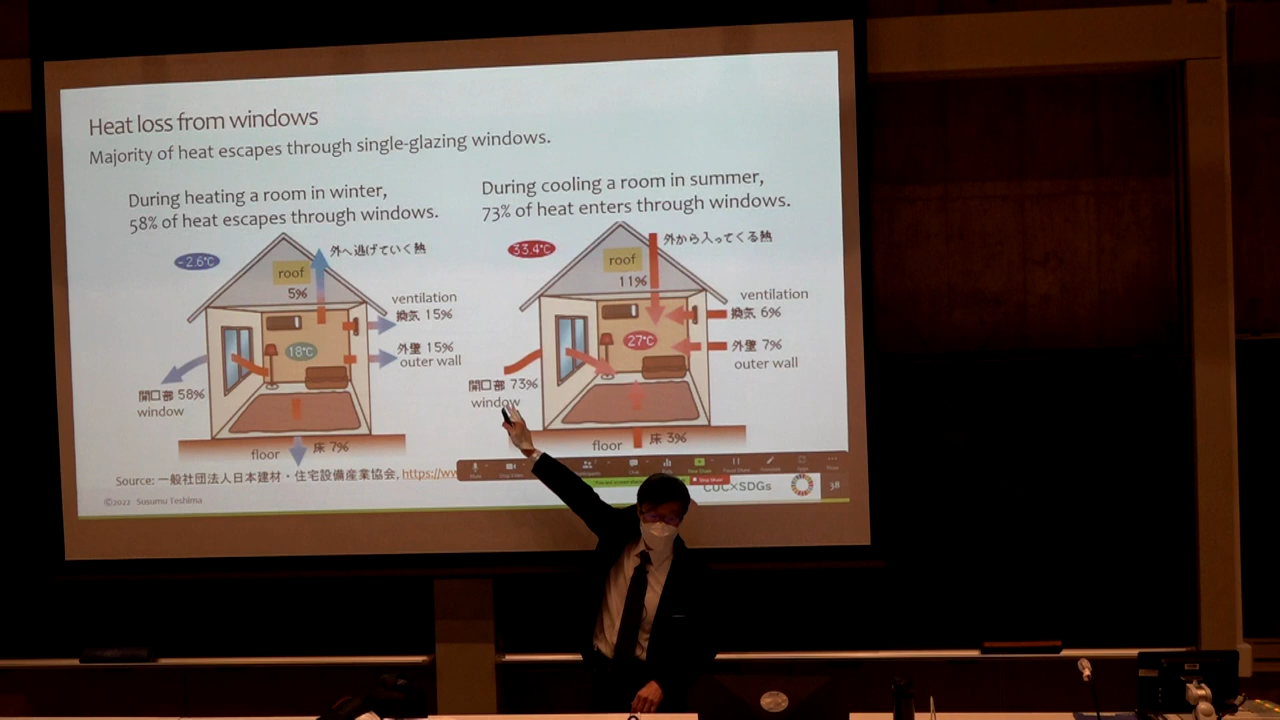 Heat loss from windows
Majority of heat escapes through single-glazing windows.
During heating a room in winter,
58% of heat escapes through windows.
-2.6°C
外へ逃げていく熱
roof
5%
ventilation
換気 15%
18°C
外壁 15%
outer wall
開口部 58%
window
床 7%
floor
During cooling a room in summer,
73% of heat enters through windows.
33.4°C
外から入ってくる熱
roof
11%
ventilation
換気 6%
27°C
外壁 7%
outer wall
開口部 73%
window
床 3%
floor
Source: 一般社団法人日本建材・住宅設備産業協会, https://ww
©2022 Susumu Teshima
CUC×SDGs
38